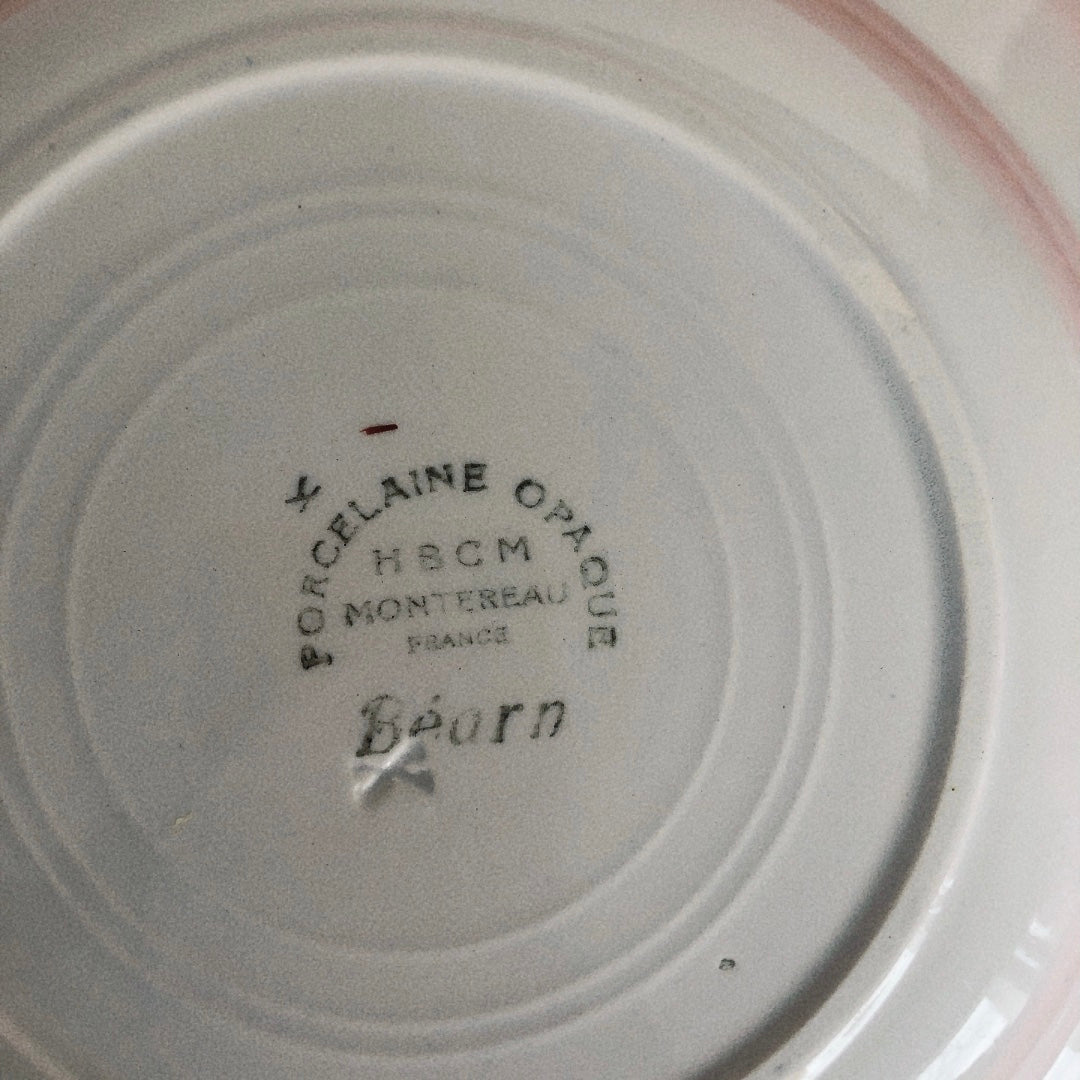 PORCELAINE OPAQUE
HBCM
MONTEREAU
FRANCE
Béarn